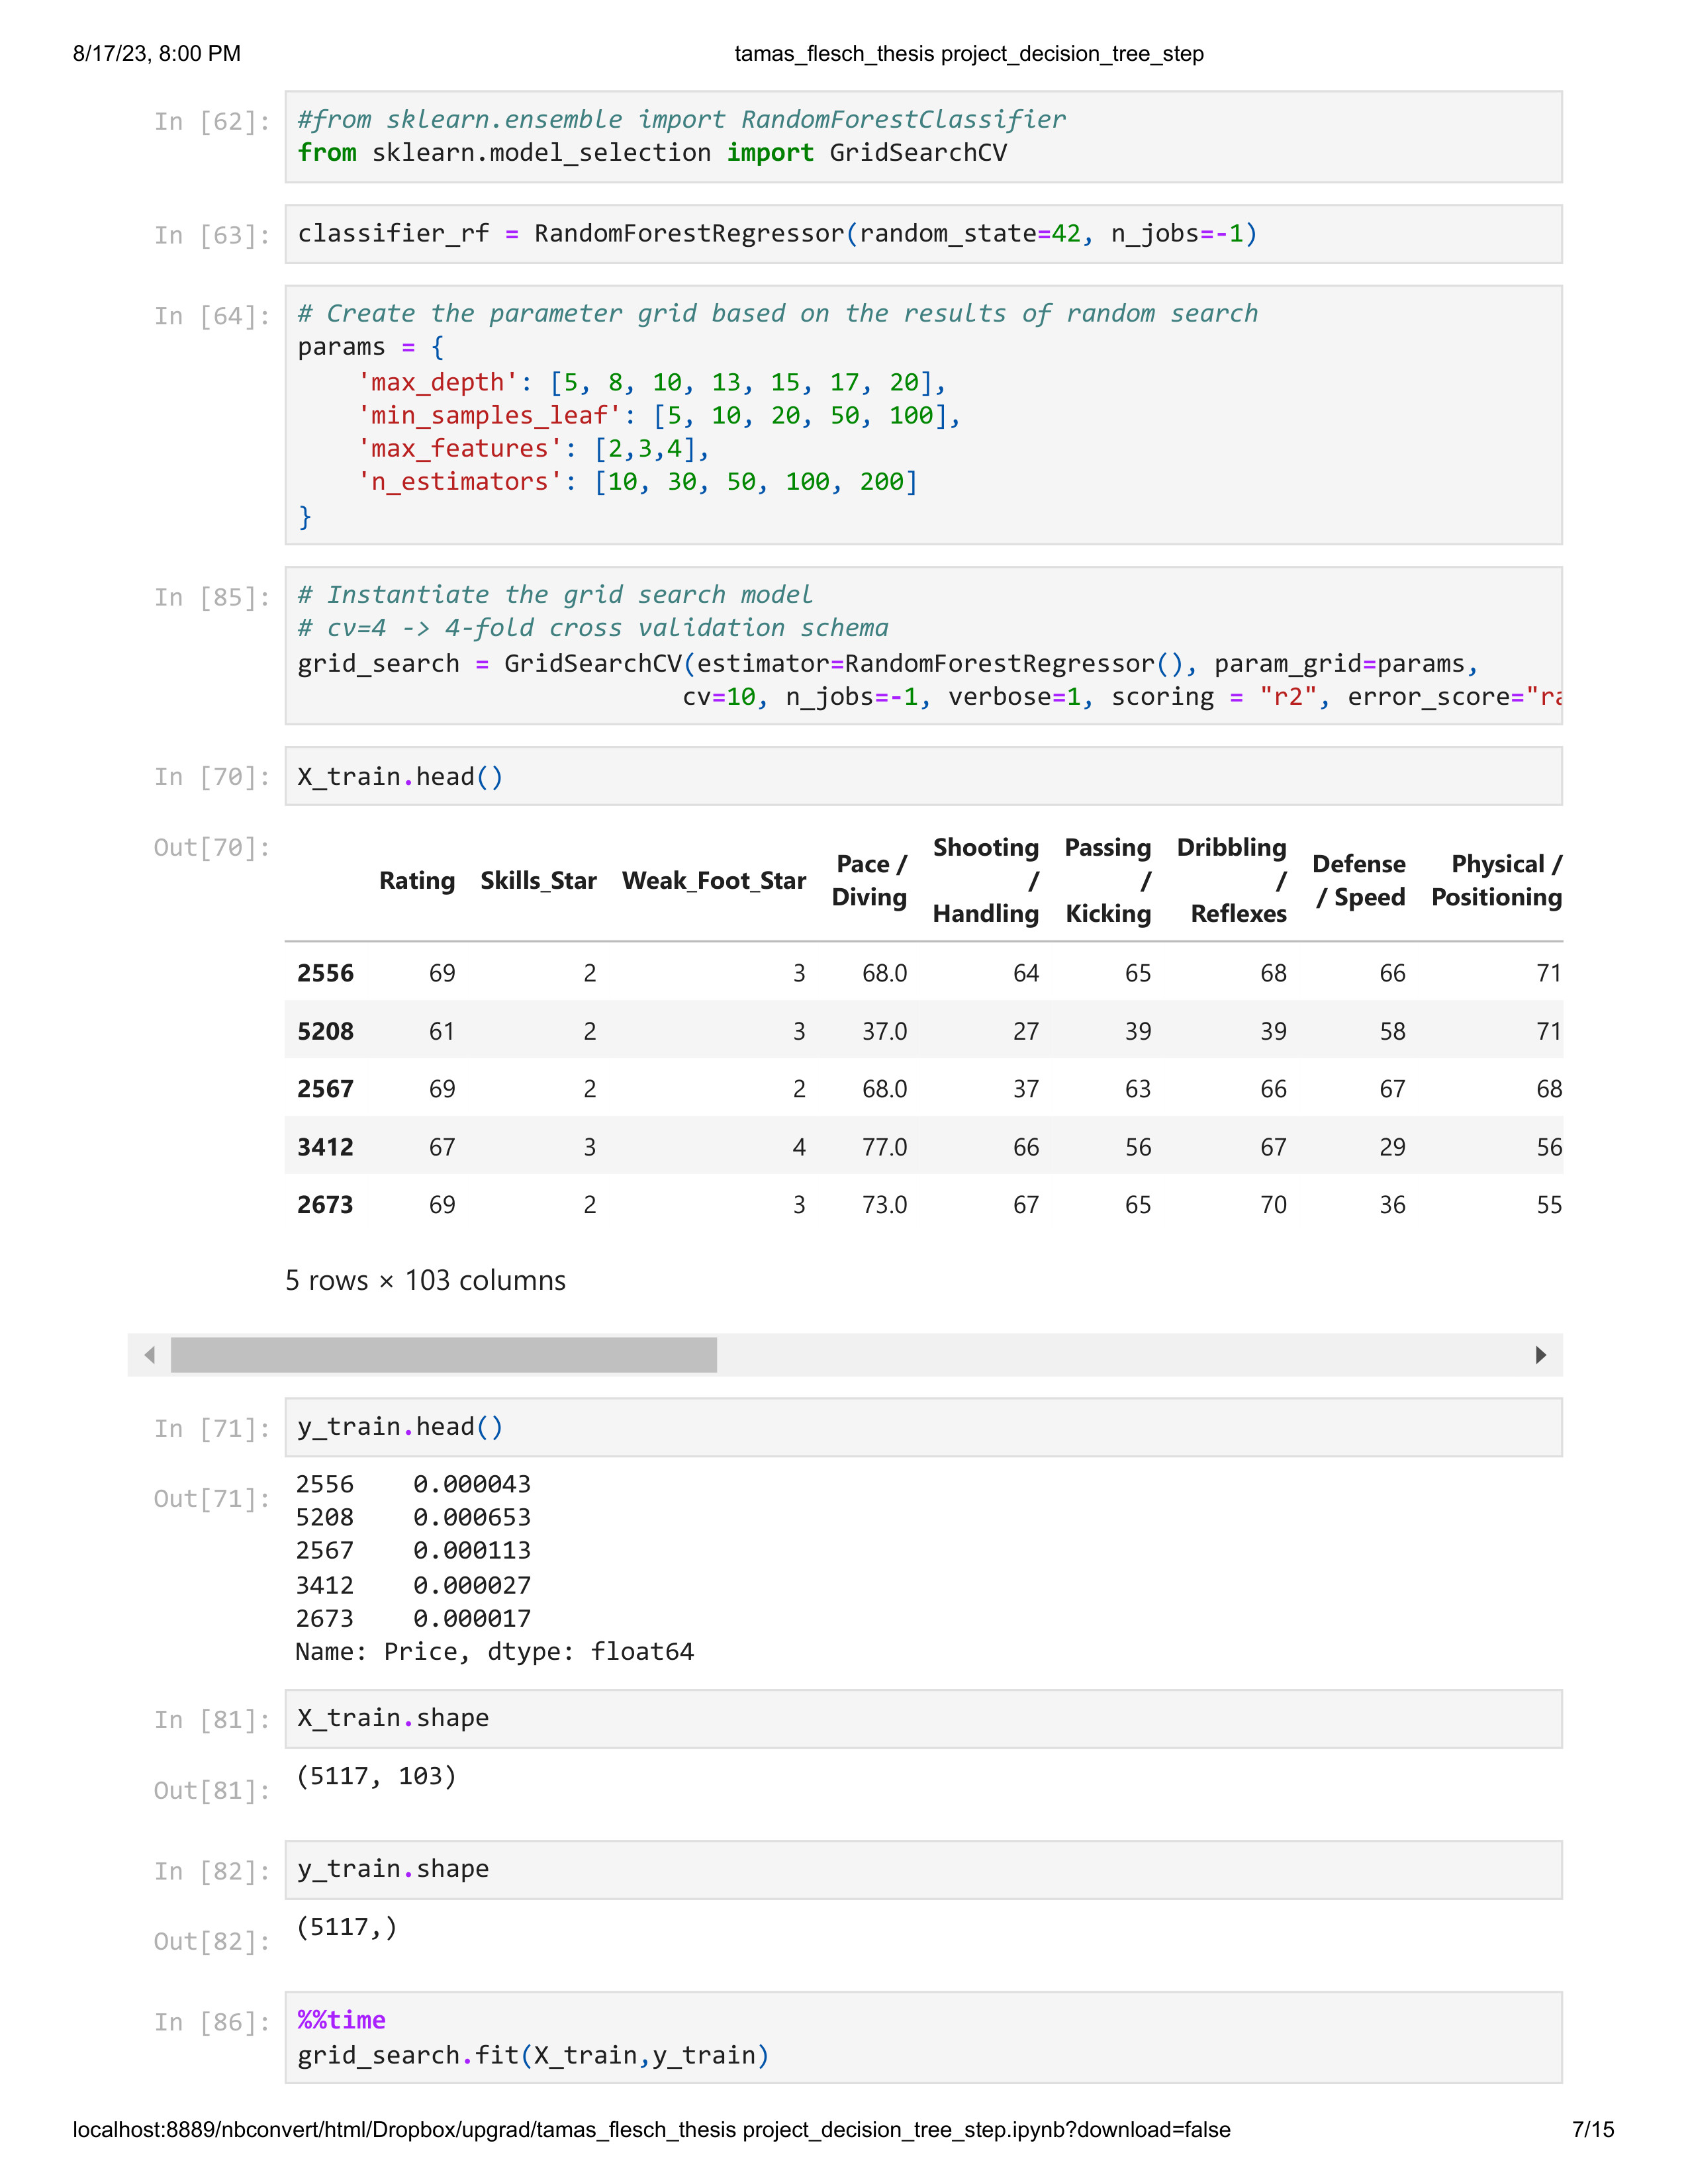 8/17/23, 8:00 PM tamas_flesch_thesis project_decision_tree_step
In [62]: #from sklearn.ensemble import RandomForestClassifier
from sklearn.model_selection import GridSearchCV
In [63]: classifier_rf = RandomForestRegressor(random_state=42, n_jobs=-1)
In [64]: # Create the parameter grid based on the results of random search
params = {
'max_depth': [5, 8, 10, 13, 15, 17, 20],
'min_samples_leaf': [5, 10, 20, 50, 100],
'max_features': [2,3,4],
'n_estimators': [10, 30, 50, 100, 200]
}
In [85]: # Instantiate the grid search model
# cv=4 -> 4-fold cross validation schema
grid_search = GridSearchCV(estimator=RandomForestRegressor(), param_grid=params,
cv=10, n_jobs=-1, verbose=1, scoring = "r2", error_score="ra
In [70]: X_train.head()
Out[70]:
Rating Skills_Star Weak_Foot_Star Pace / Diving Shooting / Handling Passing / Kicking Dribbling / Reflexes Defense / Speed Physical / Positioning
2556 69 2 3 68.0 64 65 68 66 71
5208 61 2 3 37.0 27 39 39 58 71
2567 69 2 2 68.0 37 63 66 67 68
3412 67 3 4 77.0 66 56 67 29 56
2673 69 2 3 73.0 67 65 70 36 55
5 rows × 103 columns
In [71]: y_train.head()
Out[71]: 2556 0.000043
5208 0.000653
2567 0.000113
3412 0.000027
2673 0.000017
Name: Price, dtype: float64
In [81]: X_train.shape
Out[81]: (5117, 103)
In [82]: y_train.shape
Out[82]: (5117,)
In [86]: %%time
grid_search.fit(X_train,y_train)
localhost:8889/nbconvert/html/Dropbox/upgrad/tamas_flesch_thesis project_decision_tree_step.ipynb?download=false 7/15